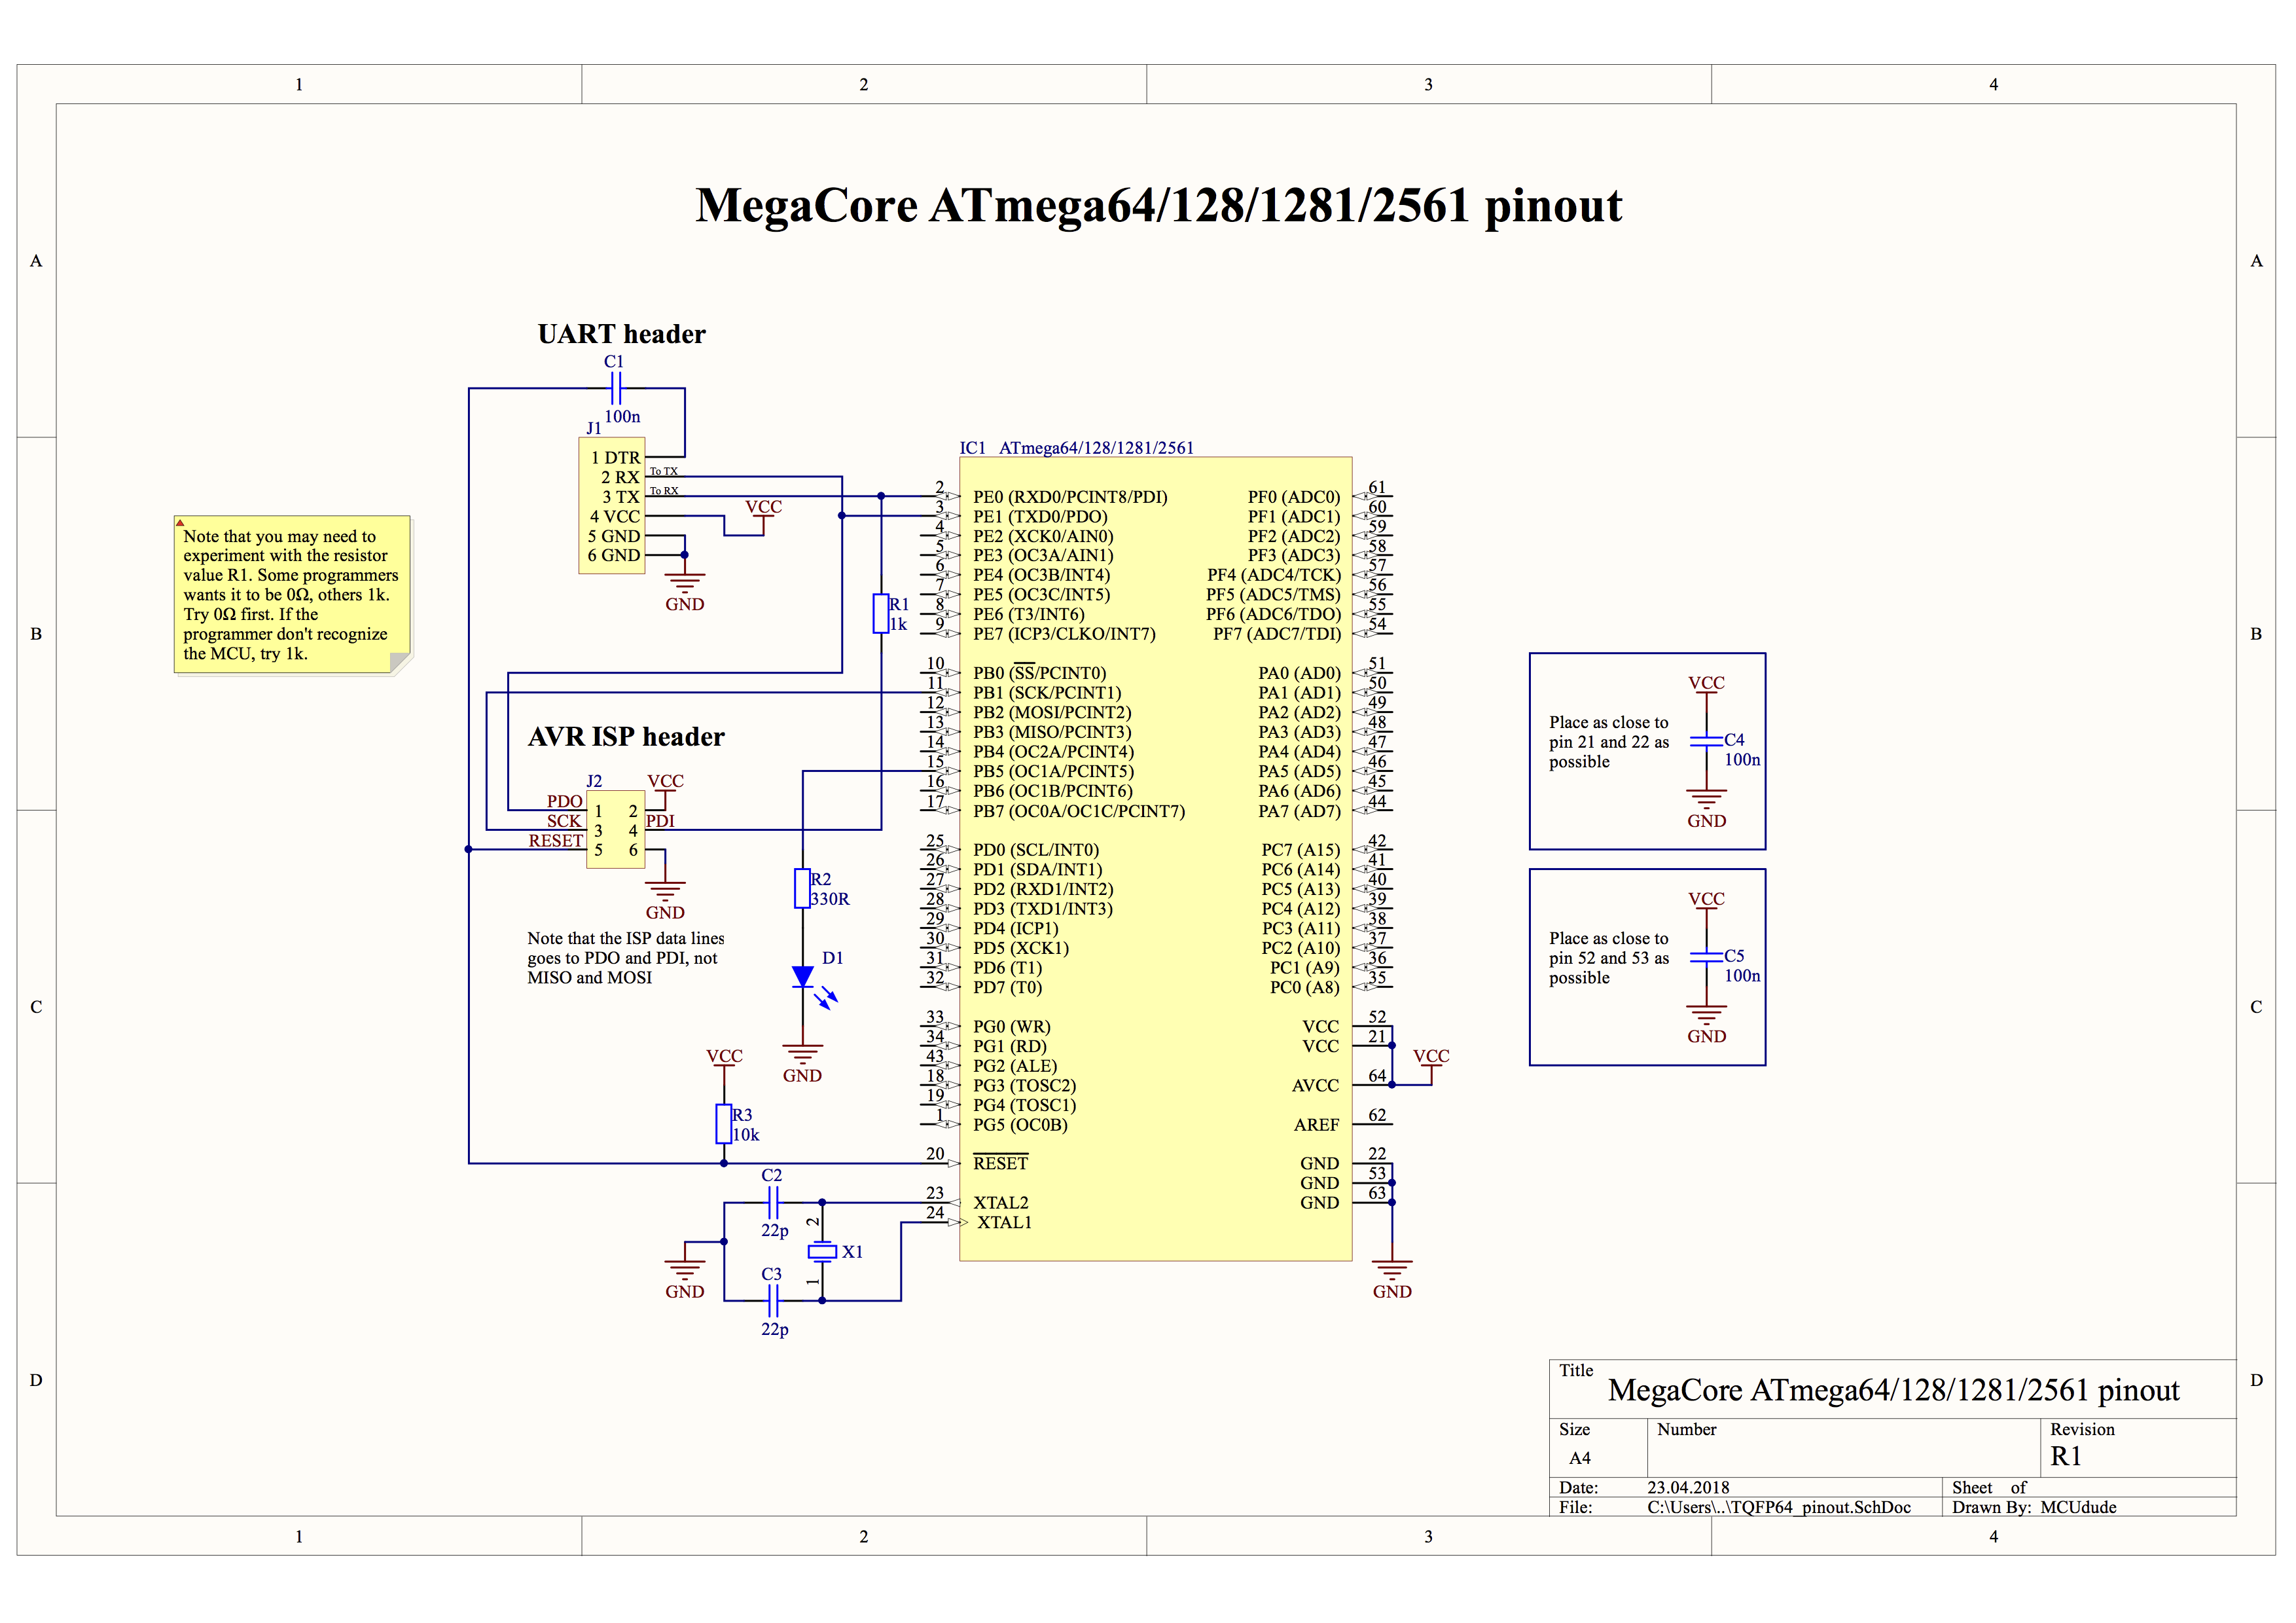 1 2 3 4
A A
MegaCore ATmega64/128/1281/2561 pinout
UART header
C1
100n
J1
1 DTR
2 RX
3 TX
4 VCC
5 GND
6 GND
To TX
To RX
VCC
GND
Note that you may need to
experiment with the resistor
value R1. Some programmers
wants it to be 0Ω, others 1k.
Try 0Ω first. If the
programmer don't recognize
the MCU, try 1k.
B B
R1
1k
AVR ISP header
J2
VCC
PDO 1 2
SCK 3 4 PDI
RESET 5 6
GND
Note that the ISP data lines
goes to PDO and PDI, not
MISO and MOSI
R2
330R
D1
GND
VCC
R3
10k
C2
22p
2
X1
1
C3
22p
GND
IC1 ATmega64/128/1281/2561
2 PE0 (RXD0/PCINT8/PDI) PF0 (ADC0) 61
3 PE1 (TXD0/PDO) PF1 (ADC1) 60
4 PE2 (XCK0/AIN0) PF2 (ADC2) 59
5 PE3 (OC3A/AIN1) PF3 (ADC3) 58
6 PE4 (OC3B/INT4) PF4 (ADC4/TCK) 57
7 PE5 (OC3C/INT5) PF5 (ADC5/TMS) 56
8 PE6 (T3/INT6) PF6 (ADC6/TDO) 55
9 PE7 (ICP3/CLKO/INT7) PF7 (ADC7/TDI) 54
10 PB0 (SS/PCINT0) PA0 (AD0) 51
11 PB1 (SCK/PCINT1) PA1 (AD1) 50
12 PB2 (MOSI/PCINT2) PA2 (AD2) 49
13 PB3 (MISO/PCINT3) PA3 (AD3) 48
14 PB4 (OC2A/PCINT4) PA4 (AD4) 47
15 PB5 (OC1A/PCINT5) PA5 (AD5) 46
16 PB6 (OC1B/PCINT6) PA6 (AD6) 45
17 PB7 (OC0A/OC1C/PCINT7) PA7 (AD7) 44
25 PD0 (SCL/INT0) PC7 (A15) 42
26 PD1 (SDA/INT1) PC6 (A14) 41
27 PD2 (RXD1/INT2) PC5 (A13) 40
28 PD3 (TXD1/INT3) PC4 (A12) 39
29 PD4 (ICP1) PC3 (A11) 38
30 PD5 (XCK1) PC2 (A10) 37
31 PD6 (T1) PC1 (A9) 36
32 PD7 (T0) PC0 (A8) 35
33 PG0 (WR) VCC 52
34 PG1 (RD) VCC 21
43 PG2 (ALE)
18 PG3 (TOSC2) AVCC 64
19 PG4 (TOSC1)
1 PG5 (OC0B) AREF 62
20 RESET GND 22
GND 53
23 XTAL2 GND 63
24 XTAL1
VCC
GND
Place as close to
pin 21 and 22 as
possible
VCC
C4
100n
GND
Place as close to
pin 52 and 53 as
possible
VCC
C5
100n
GND
C C
D D
Title
MegaCore ATmega64/128/1281/2561 pinout
Size Number Revision
A4 R1
Date: 23.04.2018 Sheet of
File: C:\Users\..\TQFP64_pinout.SchDoc Drawn By: MCUdude
1 2 3 4